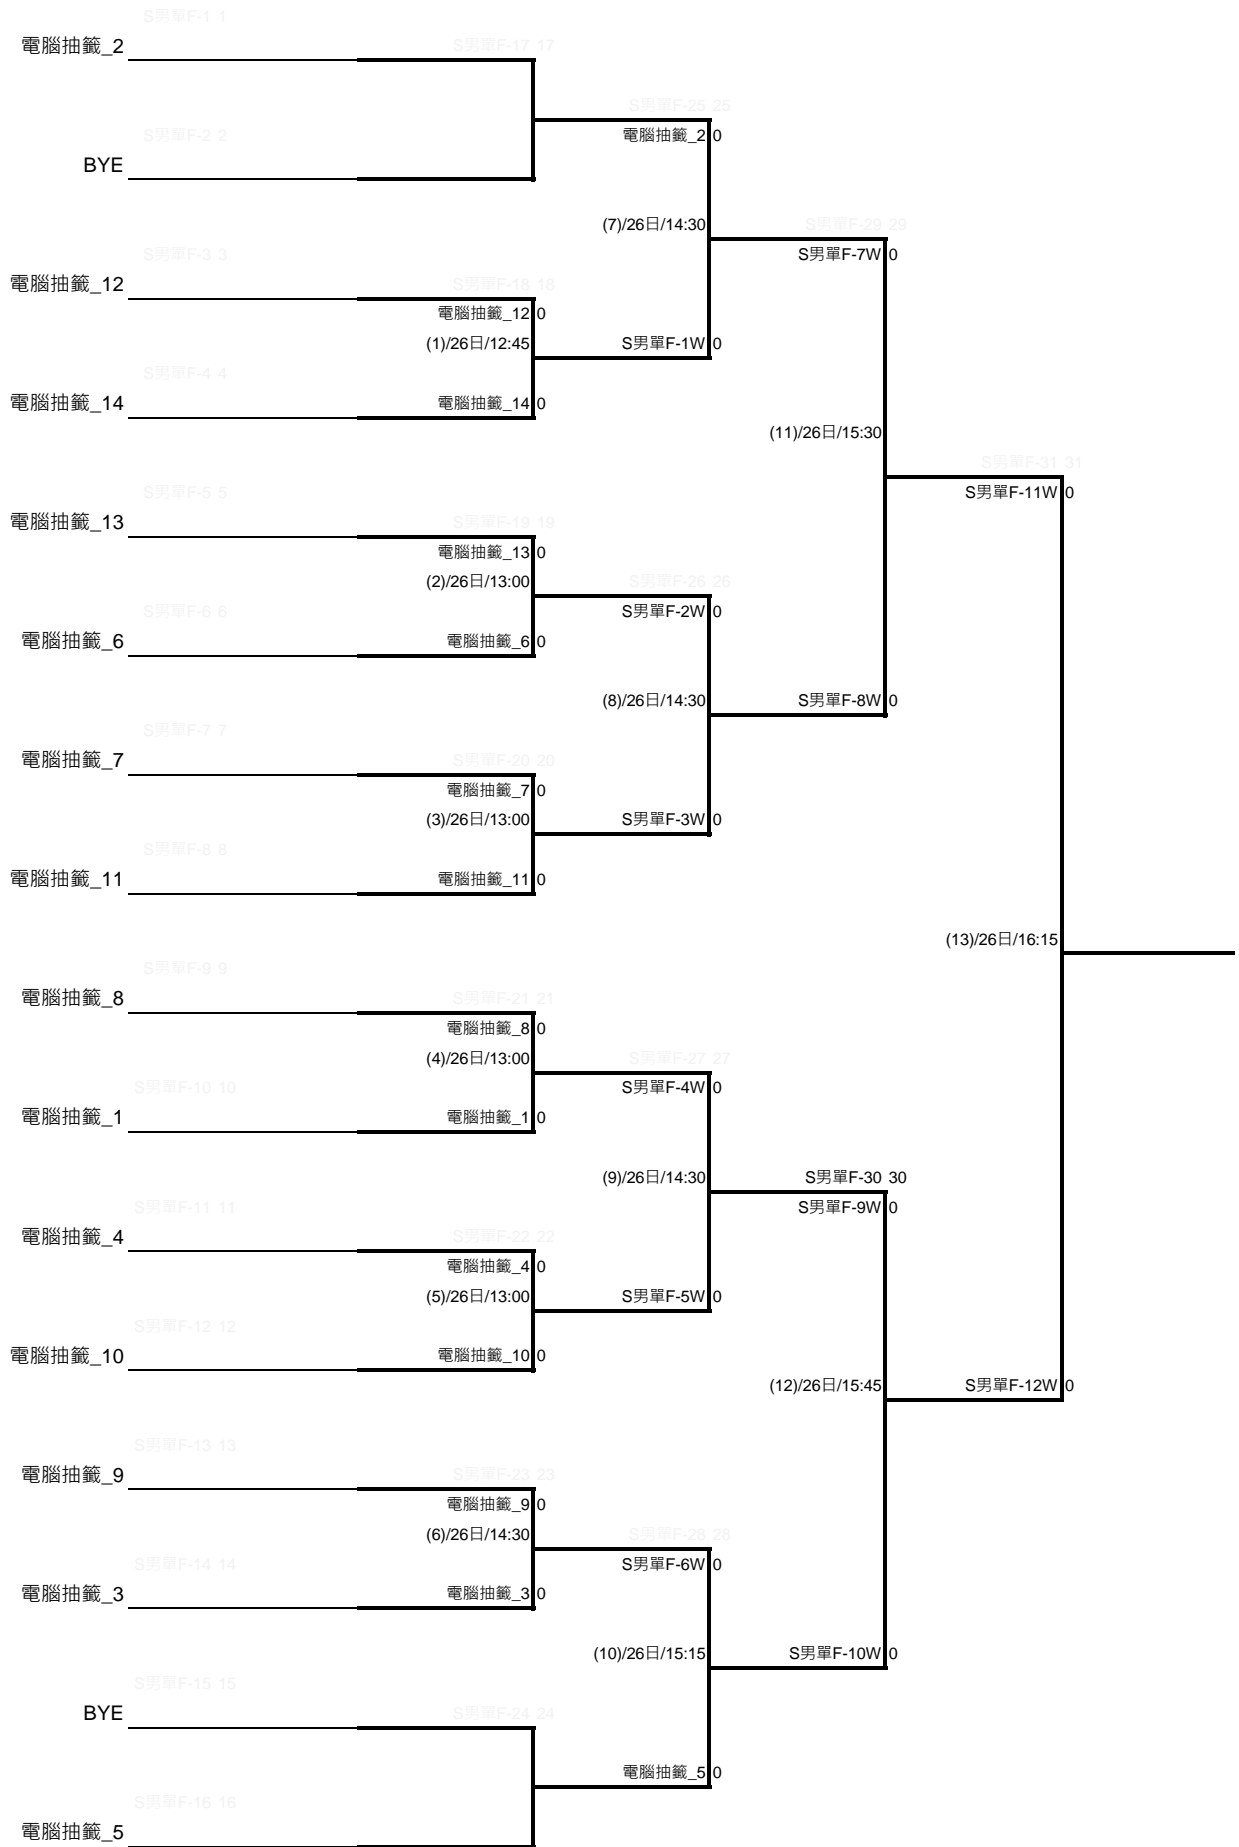 S男單F-1 1
電腦抽籤_2
S男單F-17 17
S男單F-25 25
S男單F-2 2
電腦抽籤_2 0
BYE
(7)/26日/14:30
S男單F-29 29
S男單F-3 3
S男單F-7W 0
電腦抽籤_12
S男單F-18 18
電腦抽籤_12 0
(1)/26日/12:45
S男單F-1W 0
S男單F-4 4
電腦抽籤_14
電腦抽籤_14 0
(11)/26日/15:30
S男單F-31 31
S男單F-5 5
S男單F-11W 0
電腦抽籤_13
S男單F-19 19
電腦抽籤_13 0
(2)/26日/13:00
S男單F-26 26
S男單F-6 6
S男單F-2W 0
電腦抽籤_6
電腦抽籤_6 0
(8)/26日/14:30
S男單F-8W 0
S男單F-7 7
電腦抽籤_7
S男單F-20 20
電腦抽籤_7 0
(3)/26日/13:00
S男單F-3W 0
S男單F-8 8
電腦抽籤_11
電腦抽籤_11 0
(13)/26日/16:15
S男單F-9 9
電腦抽籤_8
S男單F-21 21
電腦抽籤_8 0
(4)/26日/13:00
S男單F-27 27
S男單F-10 10
S男單F-4W 0
電腦抽籤_1
電腦抽籤_1 0
(9)/26日/14:30
S男單F-30 30
S男單F-11 11
S男單F-9W 0
電腦抽籤_4
S男單F-22 22
電腦抽籤_4 0
(5)/26日/13:00
S男單F-5W 0
S男單F-12 12
電腦抽籤_10
電腦抽籤_10 0
(12)/26日/15:45
S男單F-12W 0
S男單F-13 13
電腦抽籤_9
S男單F-23 23
電腦抽籤_9 0
(6)/26日/14:30
S男單F-28 28
S男單F-14 14
S男單F-6W 0
電腦抽籤_3
電腦抽籤_3 0
(10)/26日/15:15
S男單F-10W 0
S男單F-15 15
BYE
S男單F-24 24
電腦抽籤_5 0
S男單F-16 16
電腦抽籤_5